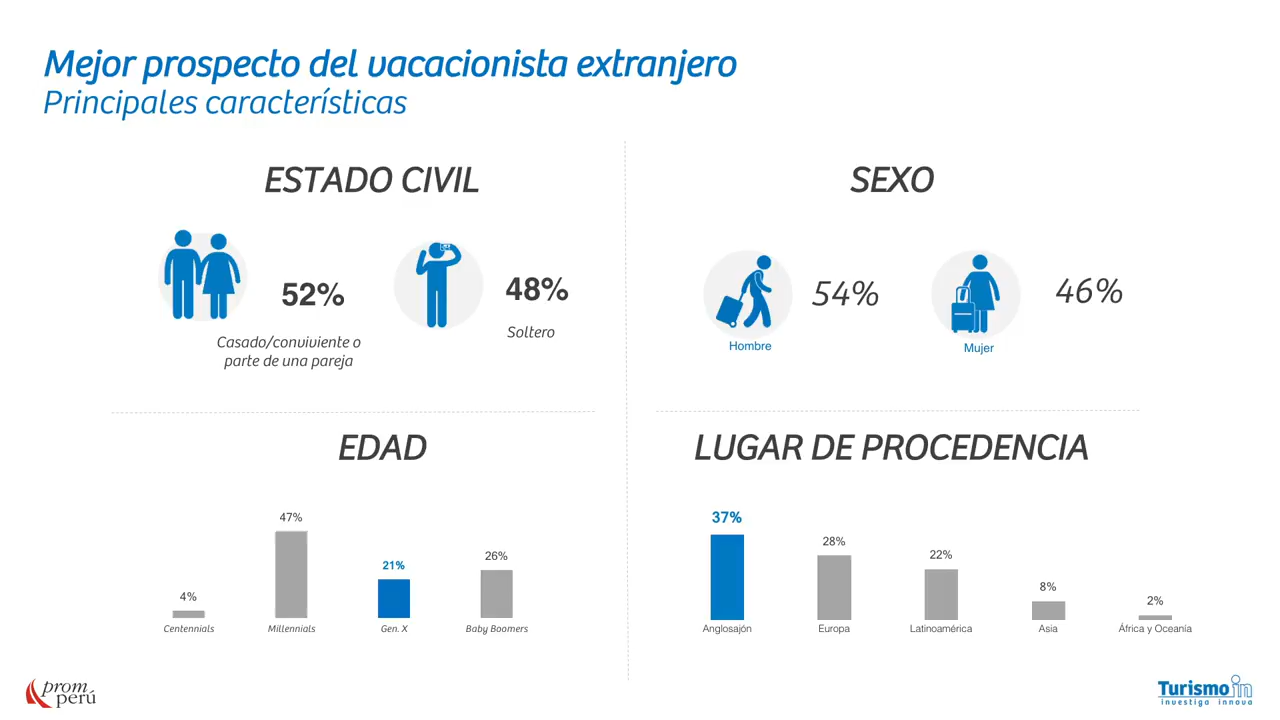 Mejor prospecto del vacacionista extranjero
Principales características
ESTADO CIVIL
52%
Casado/conviviente o
parte de una pareja
48%
Soltero
SEXO
54%
Hombre
46%
Mujer
EDAD
47%
4%
21%
26%
Centennials
Millennials
Gen. X
Baby Boomers
LUGAR DE PROCEDENCIA
37%
28%
22%
8%
2%
Anglosajón
Europa
Latinoamérica
Asia
África y Oceanía
prom
perú
Turismo in
investiga innova